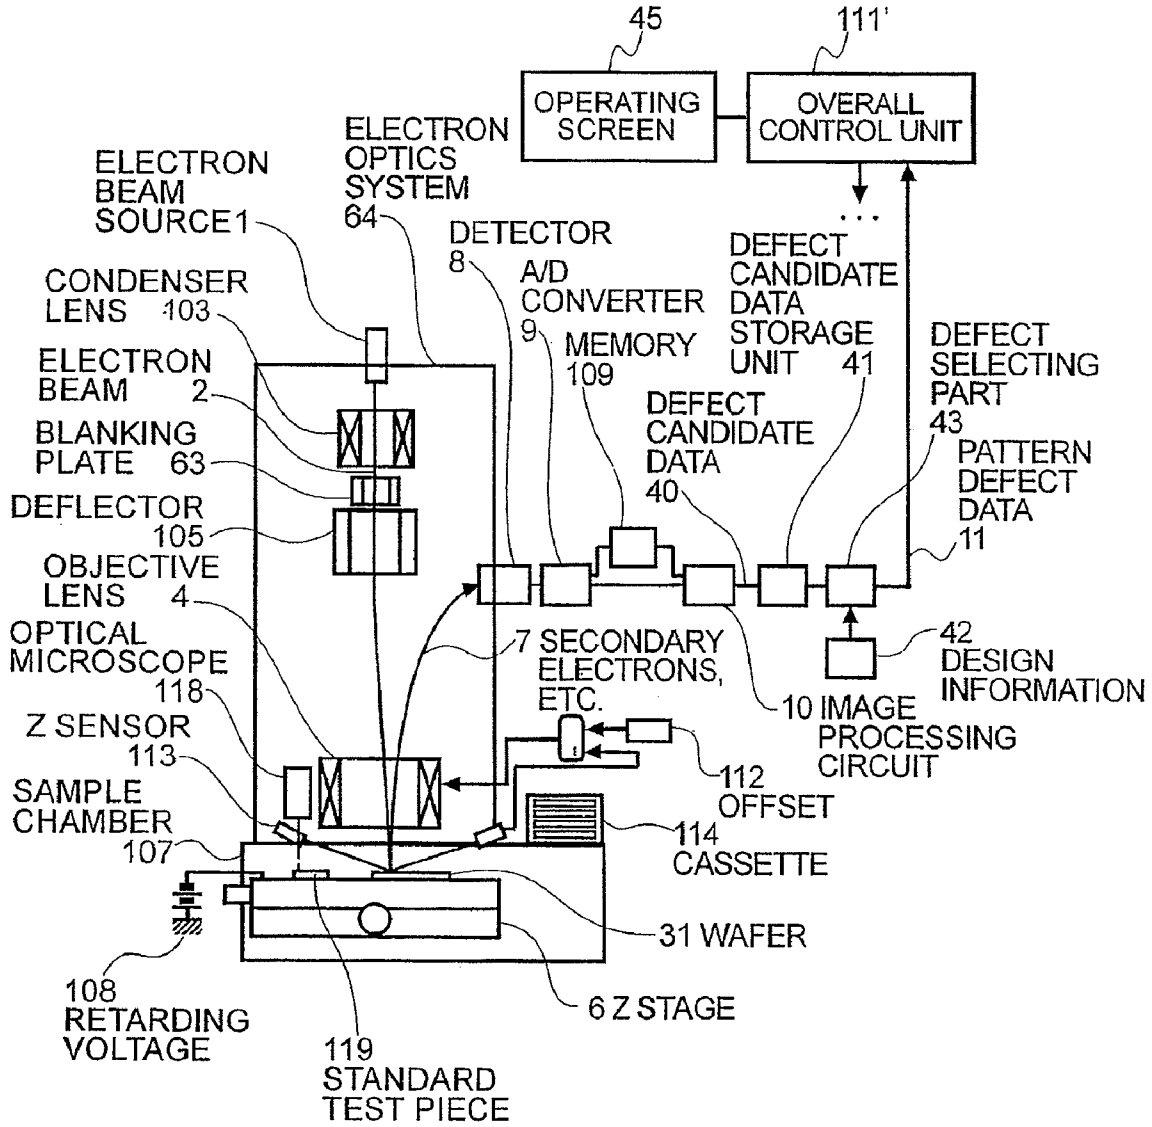 45
111'
OPERATING
SCREEN
OVERALL
CONTROL UNIT
. . .
ELECTRON
OPTICS
SYSTEM
64
ELECTRON
BEAM
SOURCE 1
DETECTOR
8
A/D
CONVERTER
9
DEFECT
CANDIDATE
DATA
STORAGE
UNIT
41
CONDENSER
LENS
103
MEMORY
109
DEFECT
SELECTING
PART
43
ELECTRON
BEAM 2
DEFECT
CANDIDATE
DATA
40
BLANKING
PLATE 63
PATTERN
DEFECT
DATA
11
DEFLECTOR
105
OBJECTIVE
LENS 4
OPTICAL
MICROSCOPE
118
7 SECONDARY
ELECTRONS,
ETC.
42
DESIGN
INFORMATION
10 IMAGE
PROCESSING
CIRCUIT
Z SENSOR
113
112
OFFSET
SAMPLE
CHAMBER
107
114
CASSETTE
31 WAFER
6 Z STAGE
108
RETARDING
VOLTAGE
119
STANDARD
TEST PIECE